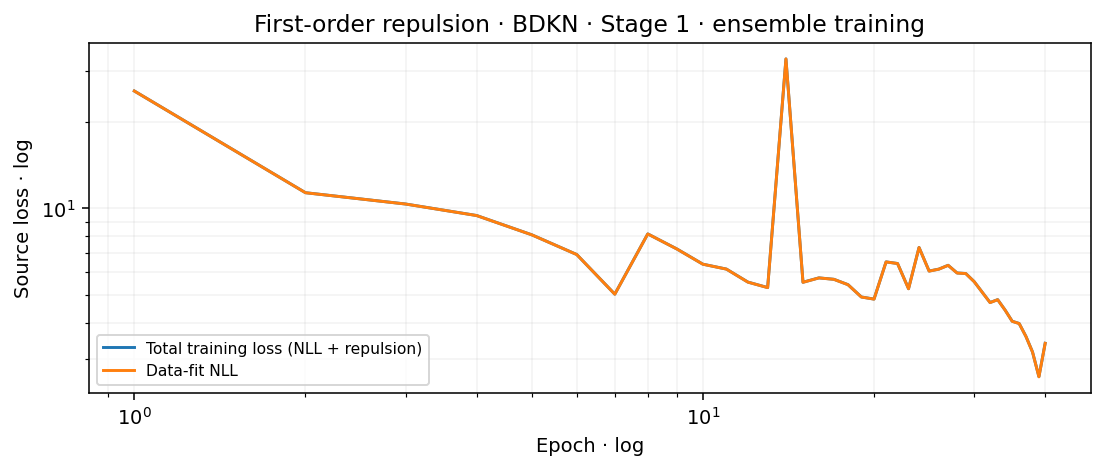 First-order repulsion · BDKN · Stage 1 · ensemble training
Source loss · log
10¹
Total training loss (NLL + repulsion)
Data-fit NLL
10⁰
10¹
Epoch · log